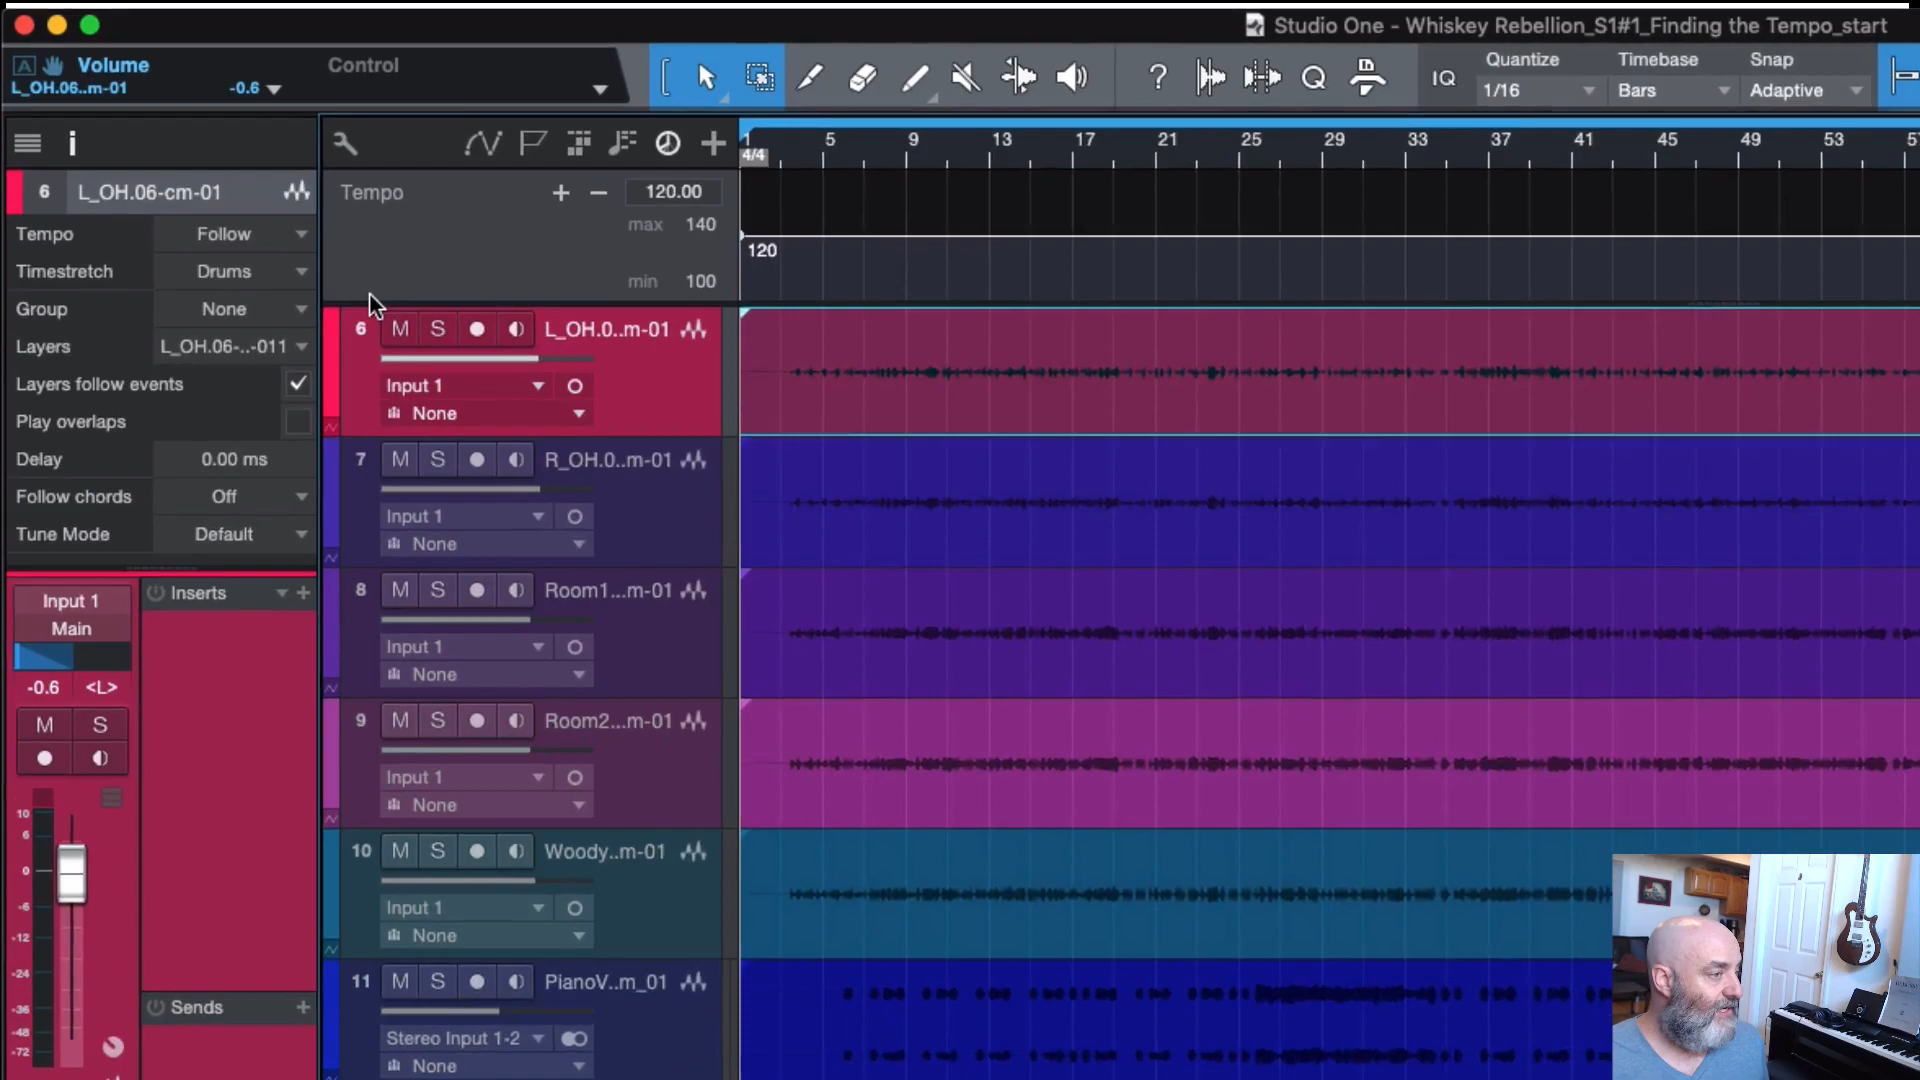 Studio One - Whiskey Rebellion_S1#1_Finding the Tempo_start
A Volume
Control
L_OH.06..m-01 -0.6
IQ
Quantize Timebase Snap
1/16 Bars Adaptive
i
1 5 9 13 17 21 25 29 33 37 41 45 49 53
4/4
6 L_OH.06-cm-01
Tempo Follow
Timestretch Drums
Group None
Layers L_OH.06-..-011
Layers follow events
Play overlaps
Delay 0.00 ms
Follow chords Off
Tune Mode Default
Tempo + − 120.00
max 140
min 100
120
6 M S L_OH.0..m-01
Input 1
None
7 M S R_OH.0..m-01
Input 1
None
8 M S Room1...m-01
Input 1
None
9 M S Room2...m-01
Input 1
None
10 M S Woody..m-01
Input 1
None
11 M S PianoV..m_01
Stereo Input 1-2
None
Input 1
Main
-0.6 <L>
M S
10
6
0
-6
-12
-24
-36
-48
-72
Inserts
Sends